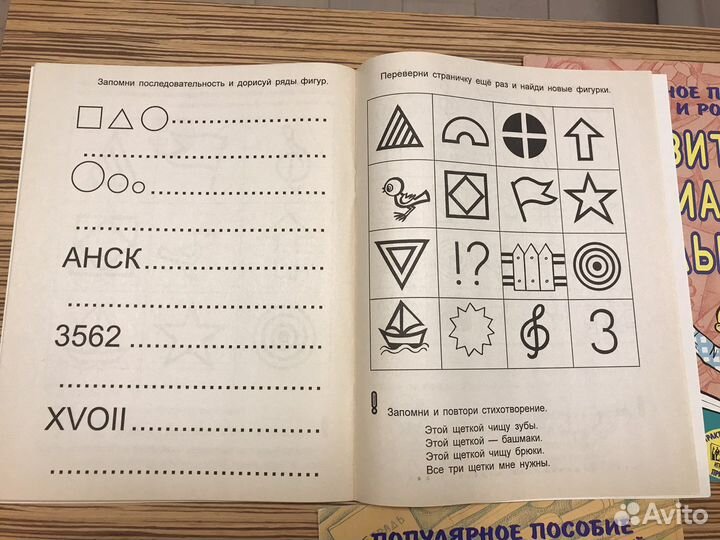 Запомни последовательность и дорисуй ряды фигур.
АНСК
3562
XVOII
Переверни страничку ещё раз и найди новые фигурки.
!?
3
Запомни и повтори стихотворение.
Этой щеткой чищу зубы.
Этой щеткой — башмаки.
Этой щеткой чищу брюки.
Все три щетки мне нужны.
ПОПУЛЯРНОЕ ПОСОБИЕ
Avito